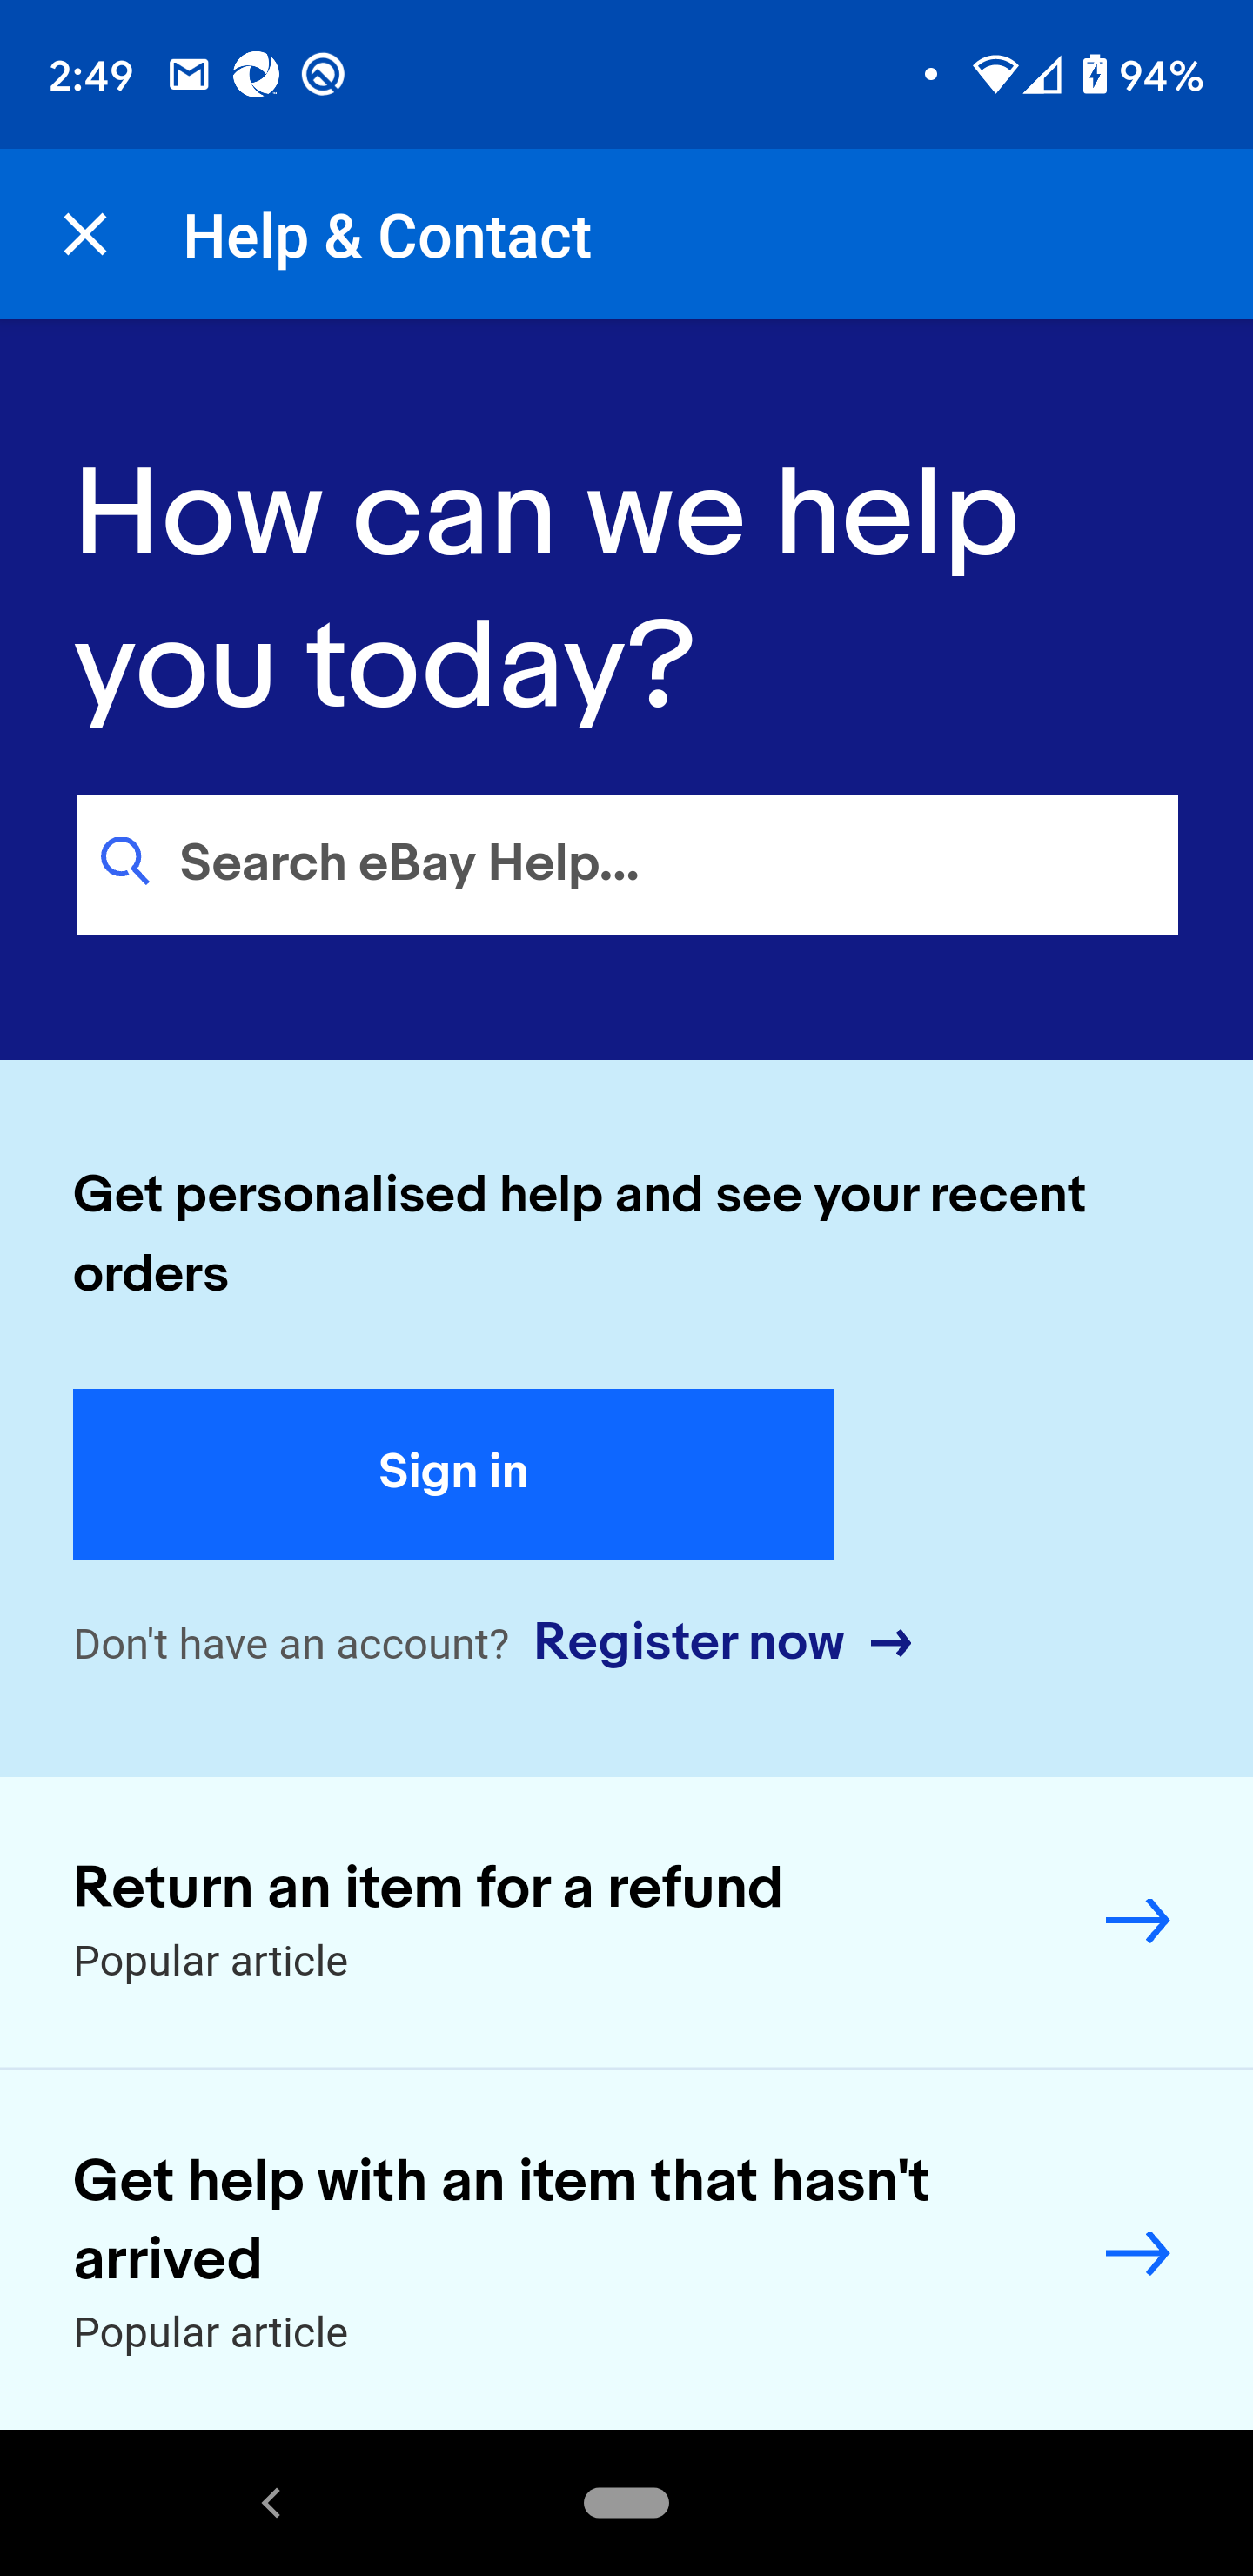 2:49
94%
Help & Contact
How can we help
you today?
Search eBay Help...
Get personalised help and see your recent
orders
Sign in
Don't have an account? Register now →
Return an item for a refund
Popular article
Get help with an item that hasn't
arrived
Popular article